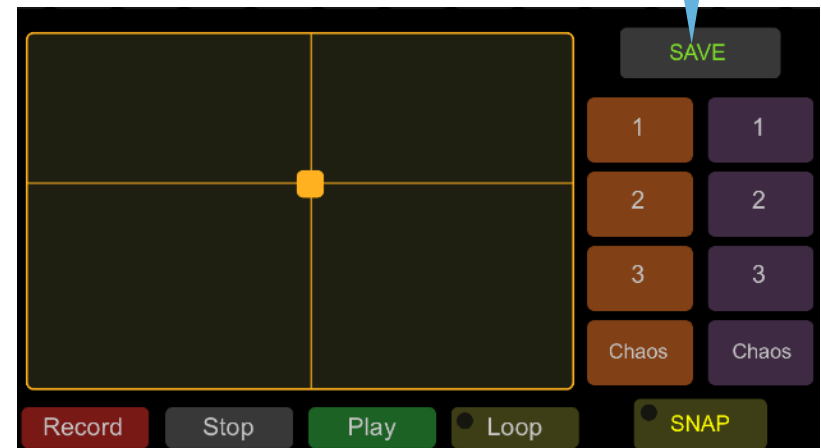 SAVE
1 1
2 2
3 3
Chaos Chaos
Record Stop Play Loop SNAP